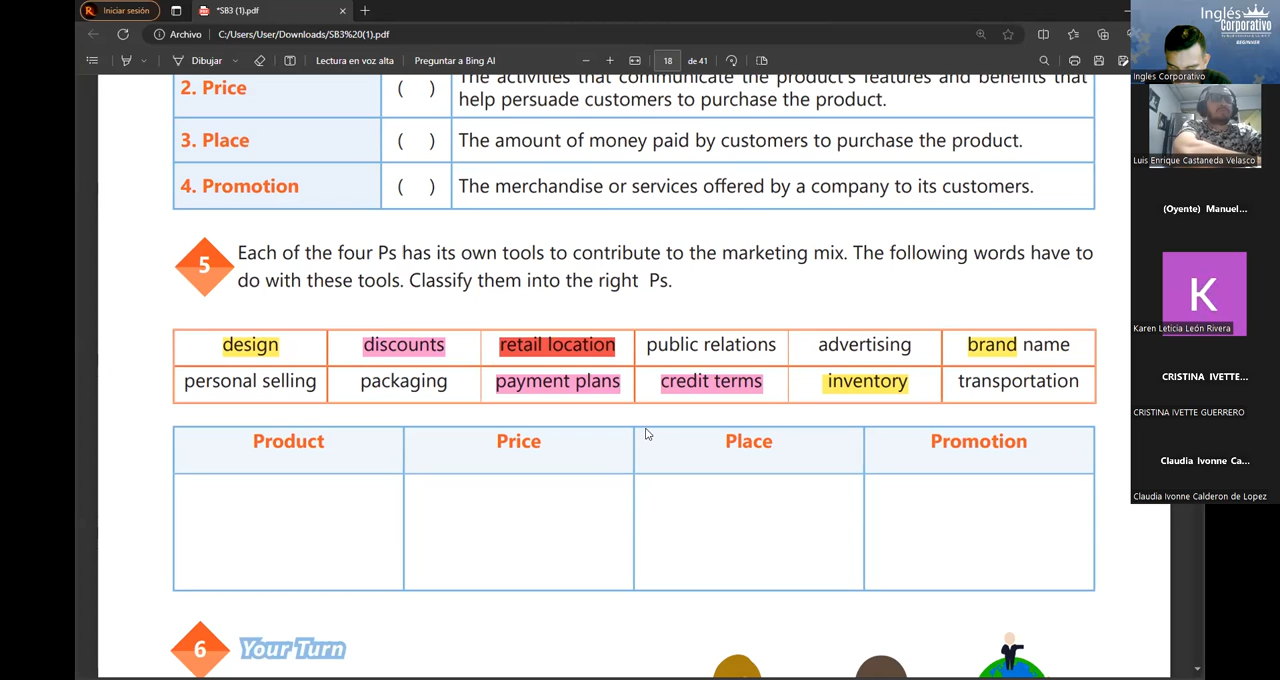 Iniciar sesión
*SB3 (1).pdf
Archivo
C:/Users/User/Downloads/SB3%20(1).pdf
Dibujar
Lectura en voz alta
Preguntar a Bing AI
18
de 41
2. Price
( )
The activities that communicate the product's features and benefits that
help persuade customers to purchase the product.
3. Place
( )
The amount of money paid by customers to purchase the product.
4. Promotion
( )
The merchandise or services offered by a company to its customers.
5
Each of the four Ps has its own tools to contribute to the marketing mix. The following words have to
do with these tools. Classify them into the right Ps.
design
discounts
retail location
public relations
advertising
brand name
personal selling
packaging
payment plans
credit terms
inventory
transportation
Product
Price
Place
Promotion
6
Your Turn
Inglés
Corporativo
BEGINNER
Ingles Corporativo
Luis Enrique Castaneda Velasco
(Oyente) Manuel...
K
Karen Leticia León Rivera
CRISTINA IVETTE...
CRISTINA IVETTE GUERRERO
Claudia Ivonne Ca...
Claudia Ivonne Calderon de Lopez